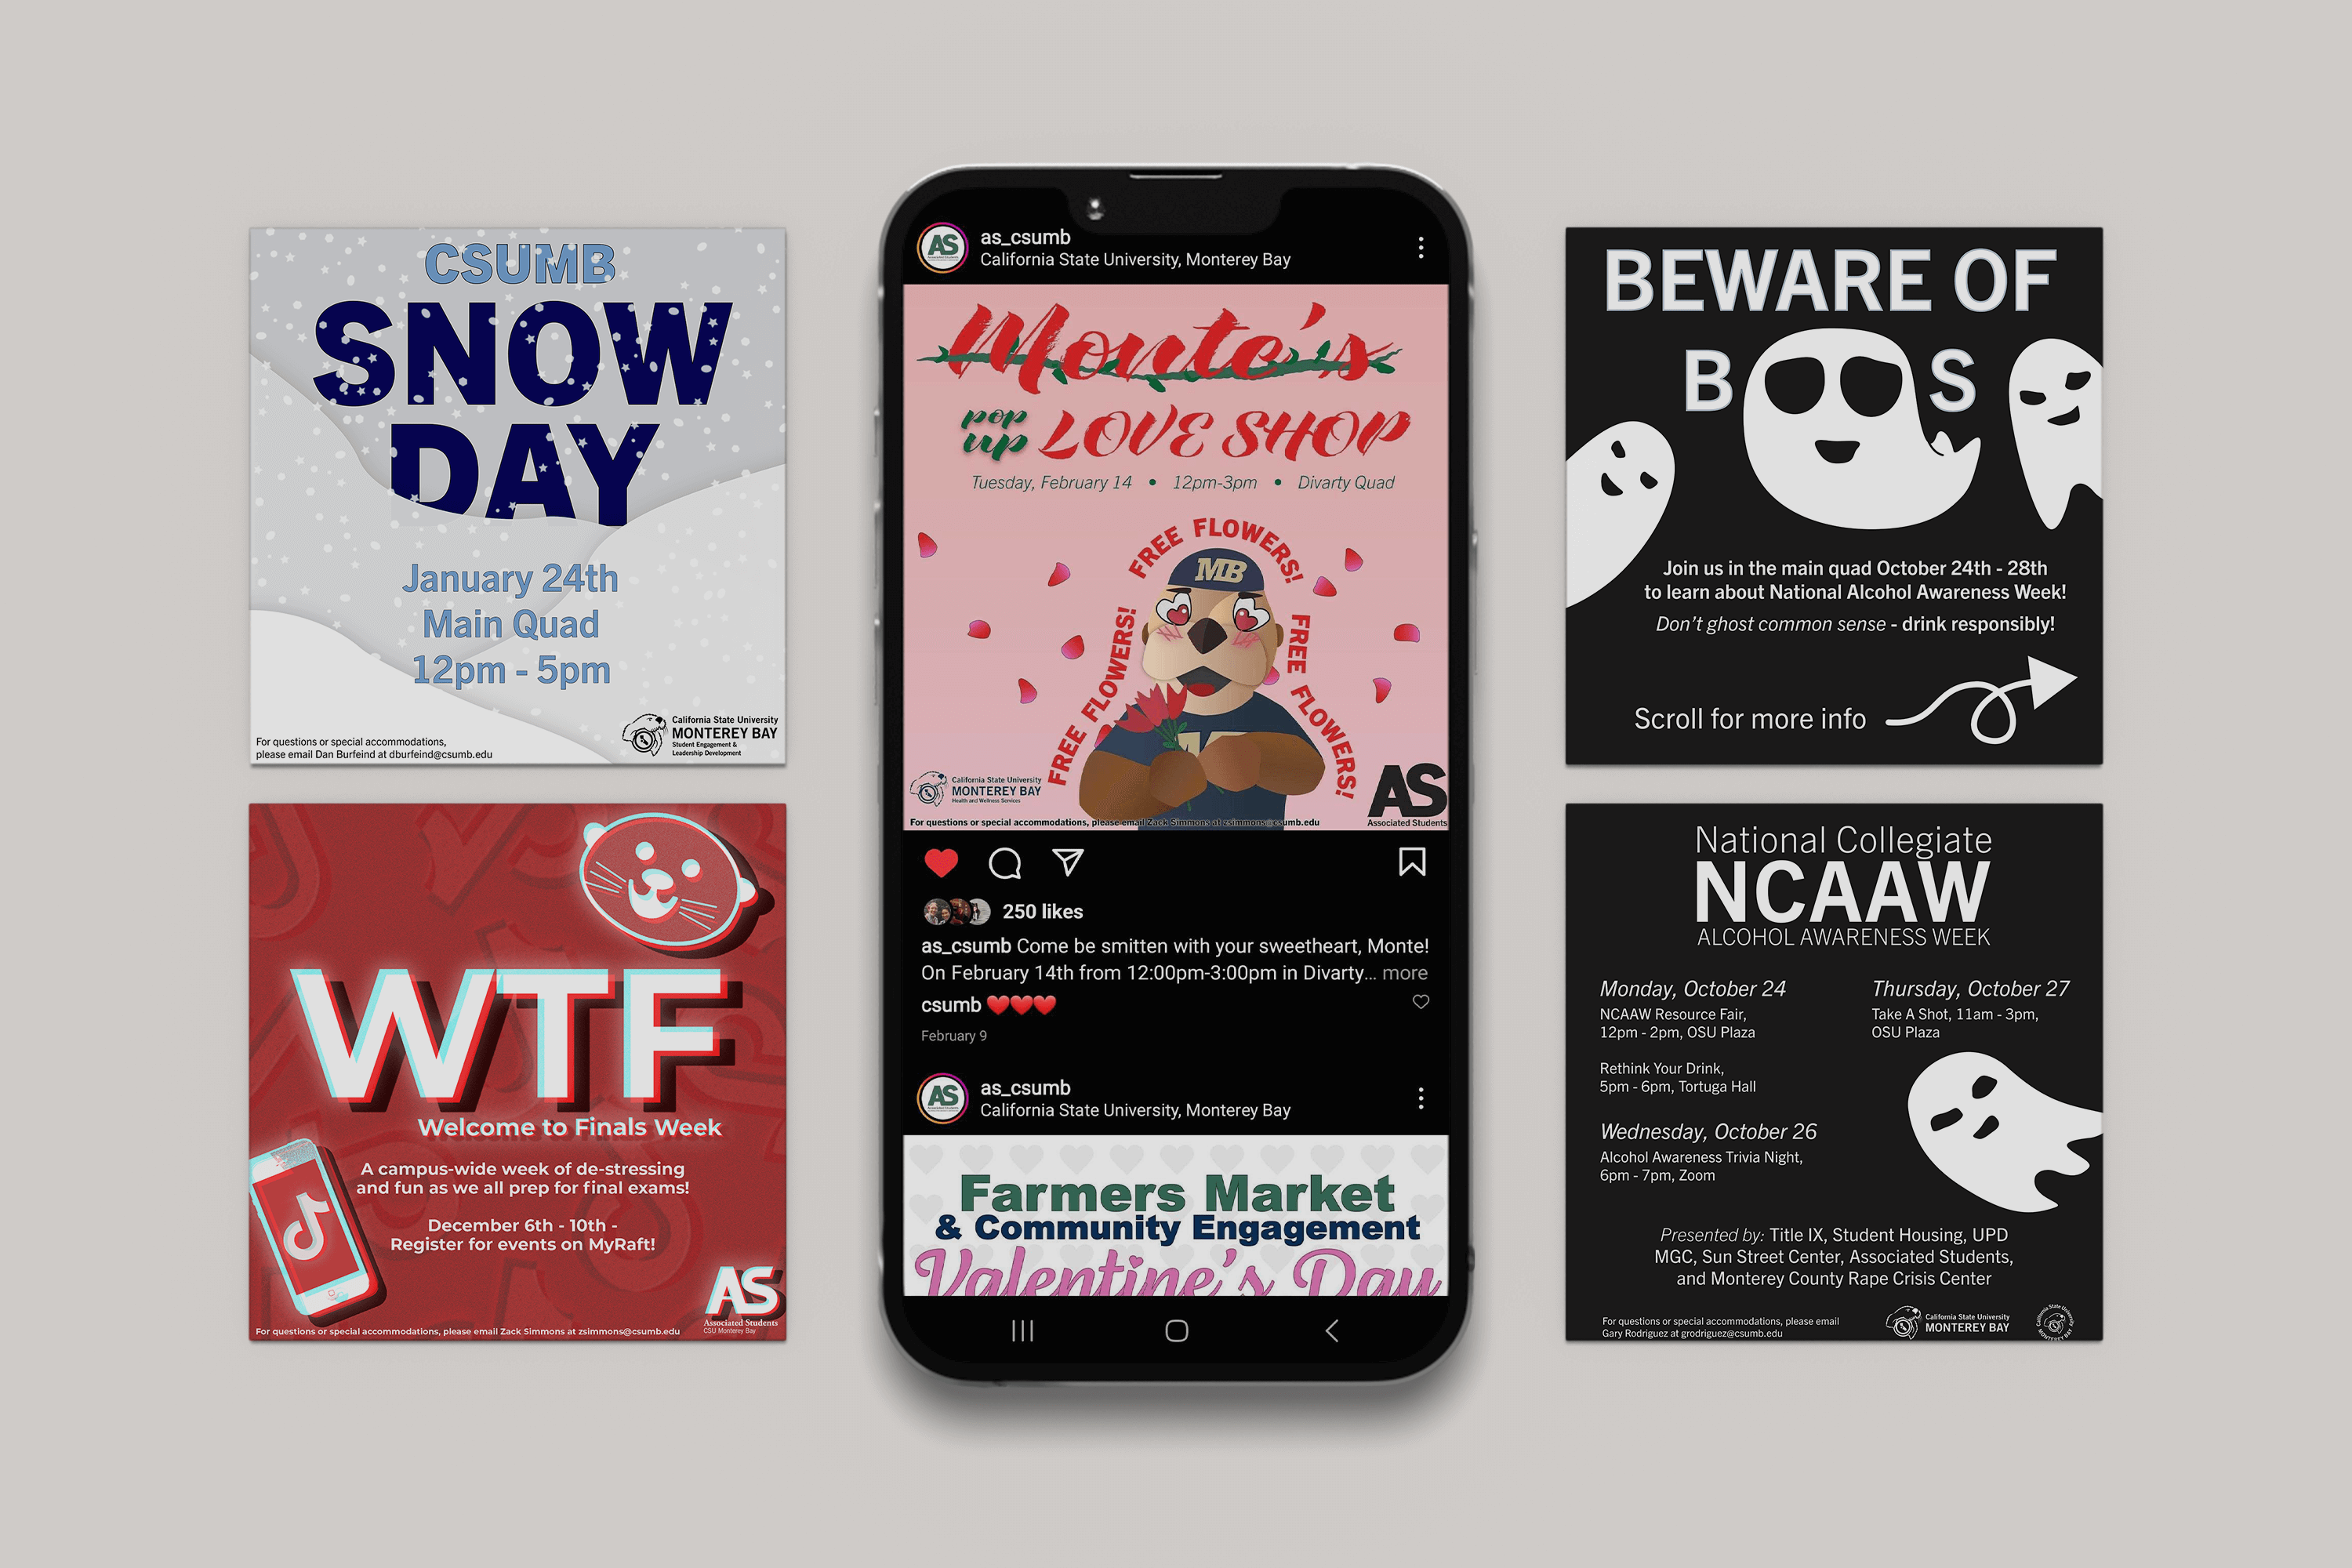 CSUMB
SNOW
DAY
January 24th
Main Quad
12pm - 5pm
For questions or special accommodations,
please email Dan Burfeind at dburfeind@csumb.edu
California State University
MONTEREY BAY
Student Engagement &
Leadership Development
WTF
Welcome to Finals Week
A campus-wide week of de-stressing
and fun as we all prep for final exams!
December 6th - 10th -
Register for events on MyRaft!
AS
Associated Students
CSU Monterey Bay
For questions or special accommodations, please email Zack Simmons at zsimmons@csumb.edu
AS
as_csumb
California State University, Monterey Bay
Monte's
pop
up
LOVE SHOP
Tuesday, February 14 • 12pm-3pm • Divarty Quad
FREE FLOWERS!
FREE FLOWERS!
FREE FLOWERS!
MB
California State University
MONTEREY BAY
Health and Wellness Services
AS
Associated Students
For questions or special accommodations, please email Zack Simmons at zsimmons@csumb.edu
250 likes
as_csumb Come be smitten with your sweetheart, Monte!
On February 14th from 12:00pm-3:00pm in Divarty... more
csumb ❤️❤️❤️
February 9
AS
as_csumb
California State University, Monterey Bay
Farmers Market
& Community Engagement
Valentine's Day
BEWARE OF
B S
Join us in the main quad October 24th - 28th
to learn about National Alcohol Awareness Week!
Don't ghost common sense - drink responsibly!
Scroll for more info
National Collegiate
NCAAW
ALCOHOL AWARENESS WEEK
Monday, October 24
NCAAW Resource Fair,
12pm - 2pm, OSU Plaza
Rethink Your Drink,
5pm - 6pm, Tortuga Hall
Wednesday, October 26
Alcohol Awareness Trivia Night,
6pm - 7pm, Zoom
Thursday, October 27
Take A Shot, 11am - 3pm,
OSU Plaza
Presented by: Title IX, Student Housing, UPD
MGC, Sun Street Center, Associated Students,
and Monterey County Rape Crisis Center
For questions or special accommodations, please email
Gary Rodriguez at grodriguez@csumb.edu
California State University
MONTEREY BAY